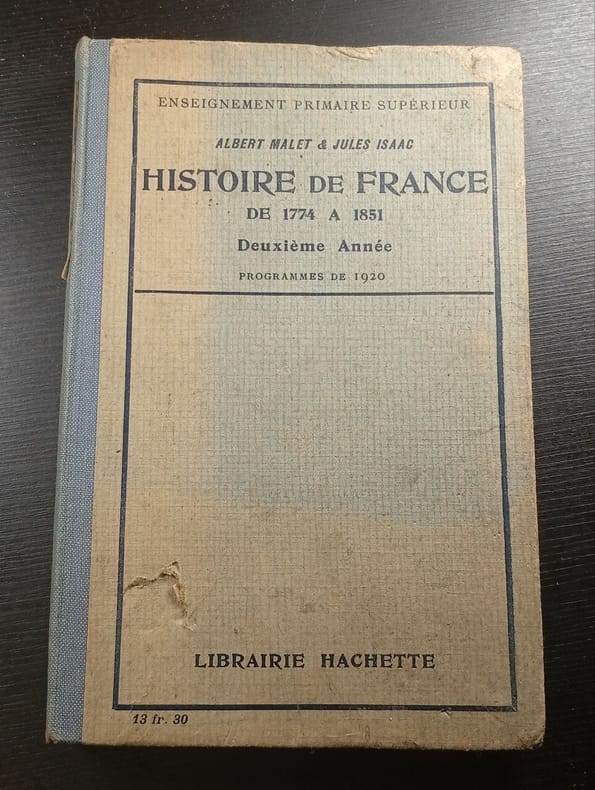 ENSEIGNEMENT PRIMAIRE SUPÉRIEUR
ALBERT MALET & JULES ISAAC
HISTOIRE DE FRANCE
DE 1774 A 1851
Deuxième Année
PROGRAMMES DE 1920
LIBRAIRIE HACHETTE
13 fr. 30